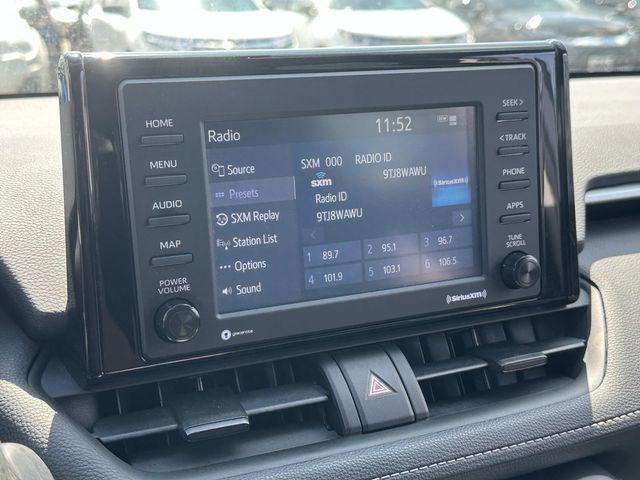 HOME
MENU
AUDIO
MAP
POWER
VOLUME
Radio
11:52
Source
Presets
SXM Replay
Station List
Options
Sound
SXM 000 RADIO ID
9TJ8WAWU
sxm
Radio ID
9TJ8WAWU
SiriusXM
1 89.7
2 95.1
3 96.7
4 101.9
5 103.1
6 106.5
SEEK >
< TRACK
PHONE
APPS
TUNE
SCROLL
gracenote
SiriusXM